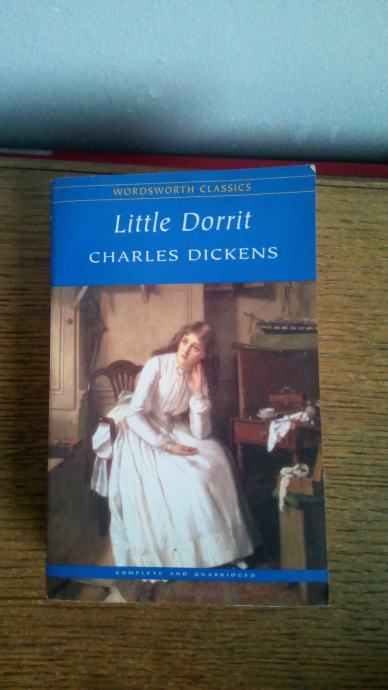 WORDSWORTH CLASSICS
Little Dorrit
CHARLES DICKENS
COMPLETE AND UNABRIDGED